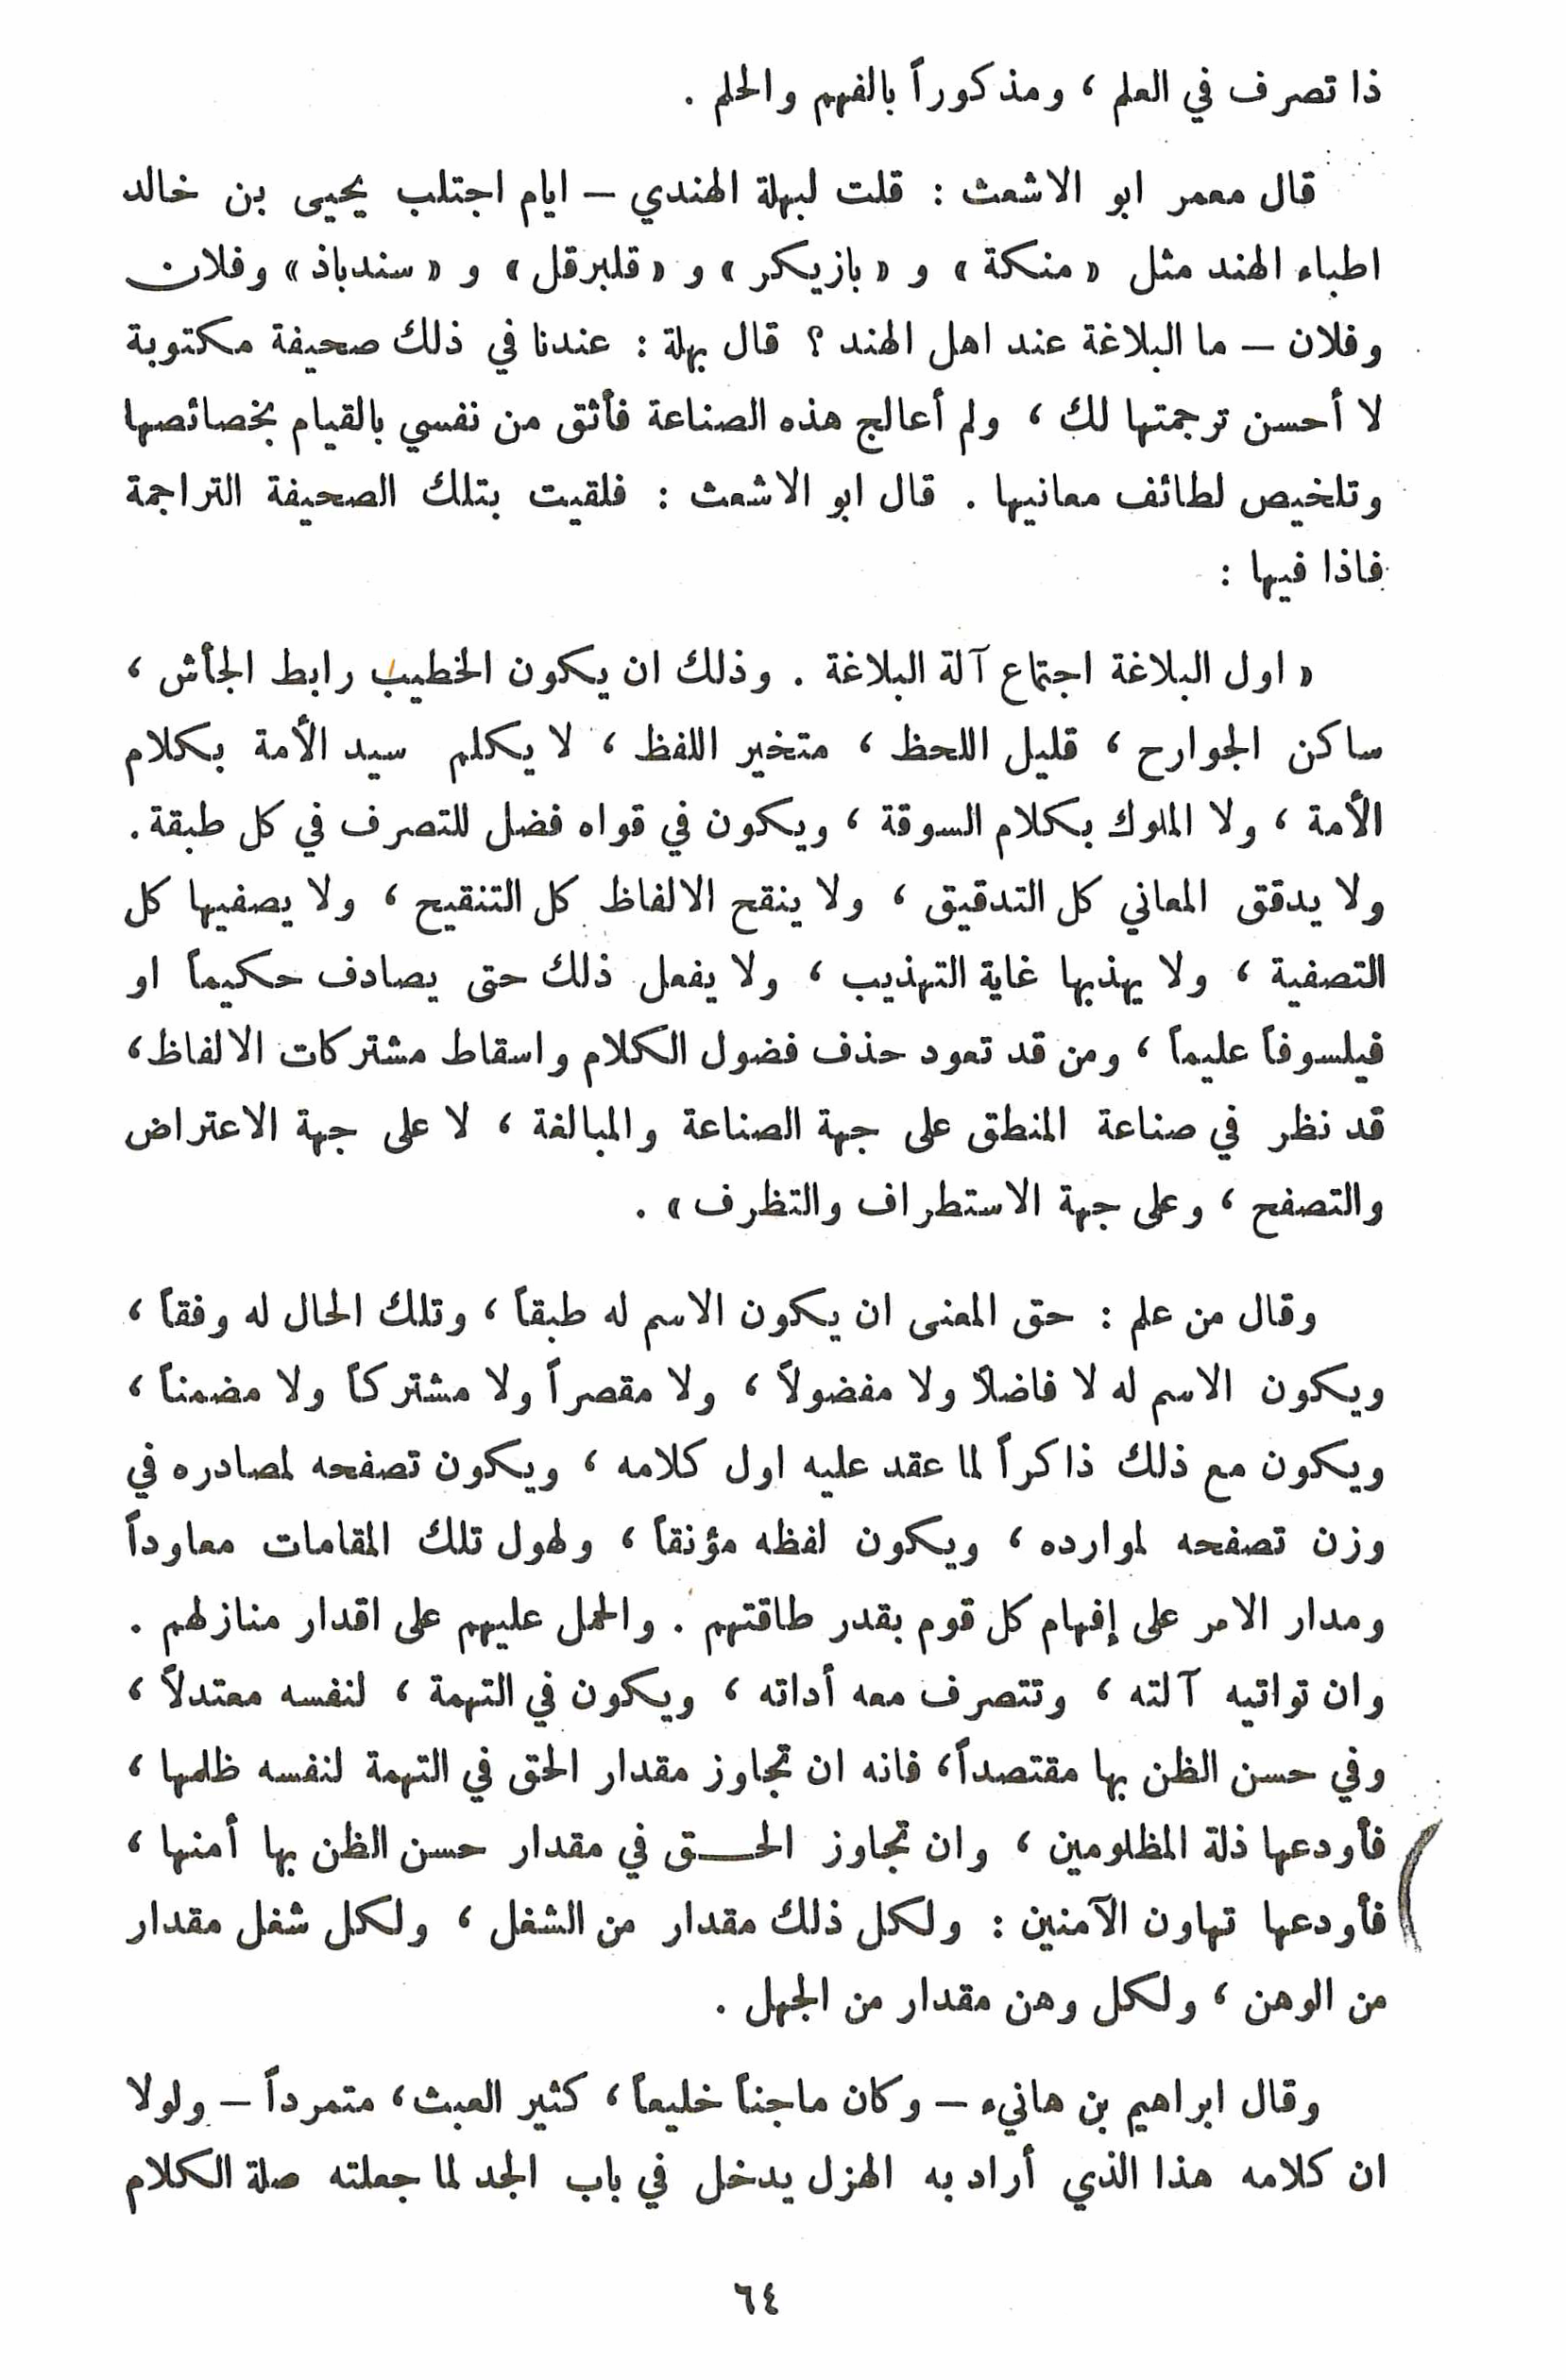 ذا تصرف في العلم ، ومذكوراً بالفهم والحلم .
قال معمر ابو الاشعث : قلت لبهلة الهندي – ايام اجتلب يحيى بن خالد
اطباء الهند مثل « منكة » و « بازيكر » و « قلبرقل » و « سندباذ » وفلان
وفلان – ما البلاغة عند اهل الهند ؟ قال بهلة : عندنا في ذلك صحيفة مكتوبة
لا أحسن ترجمتها لك ، ولم أعالج هذه الصناعة فأثق من نفسي بالقيام بخصائصها
وتلخيص لطائف معانيها . قال ابو الاشعث : فلقيت بتلك الصحيفة التراجمة
فاذا فيها :
« اول البلاغة اجتماع آلة البلاغة . وذلك ان يكون الخطيب رابط الجأش ،
ساكن الجوارح ، قليل اللحظ ، متخير اللفظ ، لا يكلم سيد الأمة بكلام
الأمة ، ولا الملوك بكلام السوقة ، ويكون في قواه فضل للتصرف في كل طبقة .
ولا يدقق المعاني كل التدقيق ، ولا ينقح الالفاظ كل التنقيح ، ولا يصفيها كل
التصفية ، ولا يهذبها غاية التهذيب ، ولا يفعل ذلك حتى يصادف حكيماً او
فيلسوفاً عليماً ، ومن قد تعود حذف فضول الكلام واسقاط مشتركات الالفاظ ،
قد نظر في صناعة المنطق على جهة الصناعة والمبالغة ، لا على جهة الاعتراض
والتصفح ، وعلى جهة الاستطراف والتظرف » .
وقال من علم : حق المعنى ان يكون الاسم له طبقاً ، وتلك الحال له وفقاً ،
ويكون الاسم له لا فاضلاً ولا مفضولاً ، ولا مقصراً ولا مشتركاً ولا مضمناً ،
ويكون مع ذلك ذاكراً لما عقد عليه اول كلامه ، ويكون تصفحه لمصادره في
وزن تصفحه لموارده ، ويكون لفظه مؤنقاً ، ولهول تلك المقامات معاوداً
ومدار الامر على إفهام كل قوم بقدر طاقتهم . والحمل عليهم على اقدار منازلهم .
وان تواتيه آلته ، وتتصرف معه أداته ، ويكون في التهمة ، لنفسه معتدلاً ،
وفي حسن الظن بها مقتصداً ، فانه ان تجاوز مقدار الحق في التهمة لنفسه ظلمها ،
فأودعها ذلة المظلومين ، وان تجاوز الحـــق في مقدار حسن الظن بها أمنها ،
فأودعها تهاون الآمنين : ولكل ذلك مقدار من الشغل ، ولكل شغل مقدار
من الوهن ، ولكل وهن مقدار من الجهل .
وقال ابراهيم بن هانيء – وكان ماجناً خليعاً ، كثير العبث ، متمرداً – ولولا
ان كلامه هذا الذي أراد به الهزل يدخل في باب الجد لما جعلته صلة الكلام
٦٤